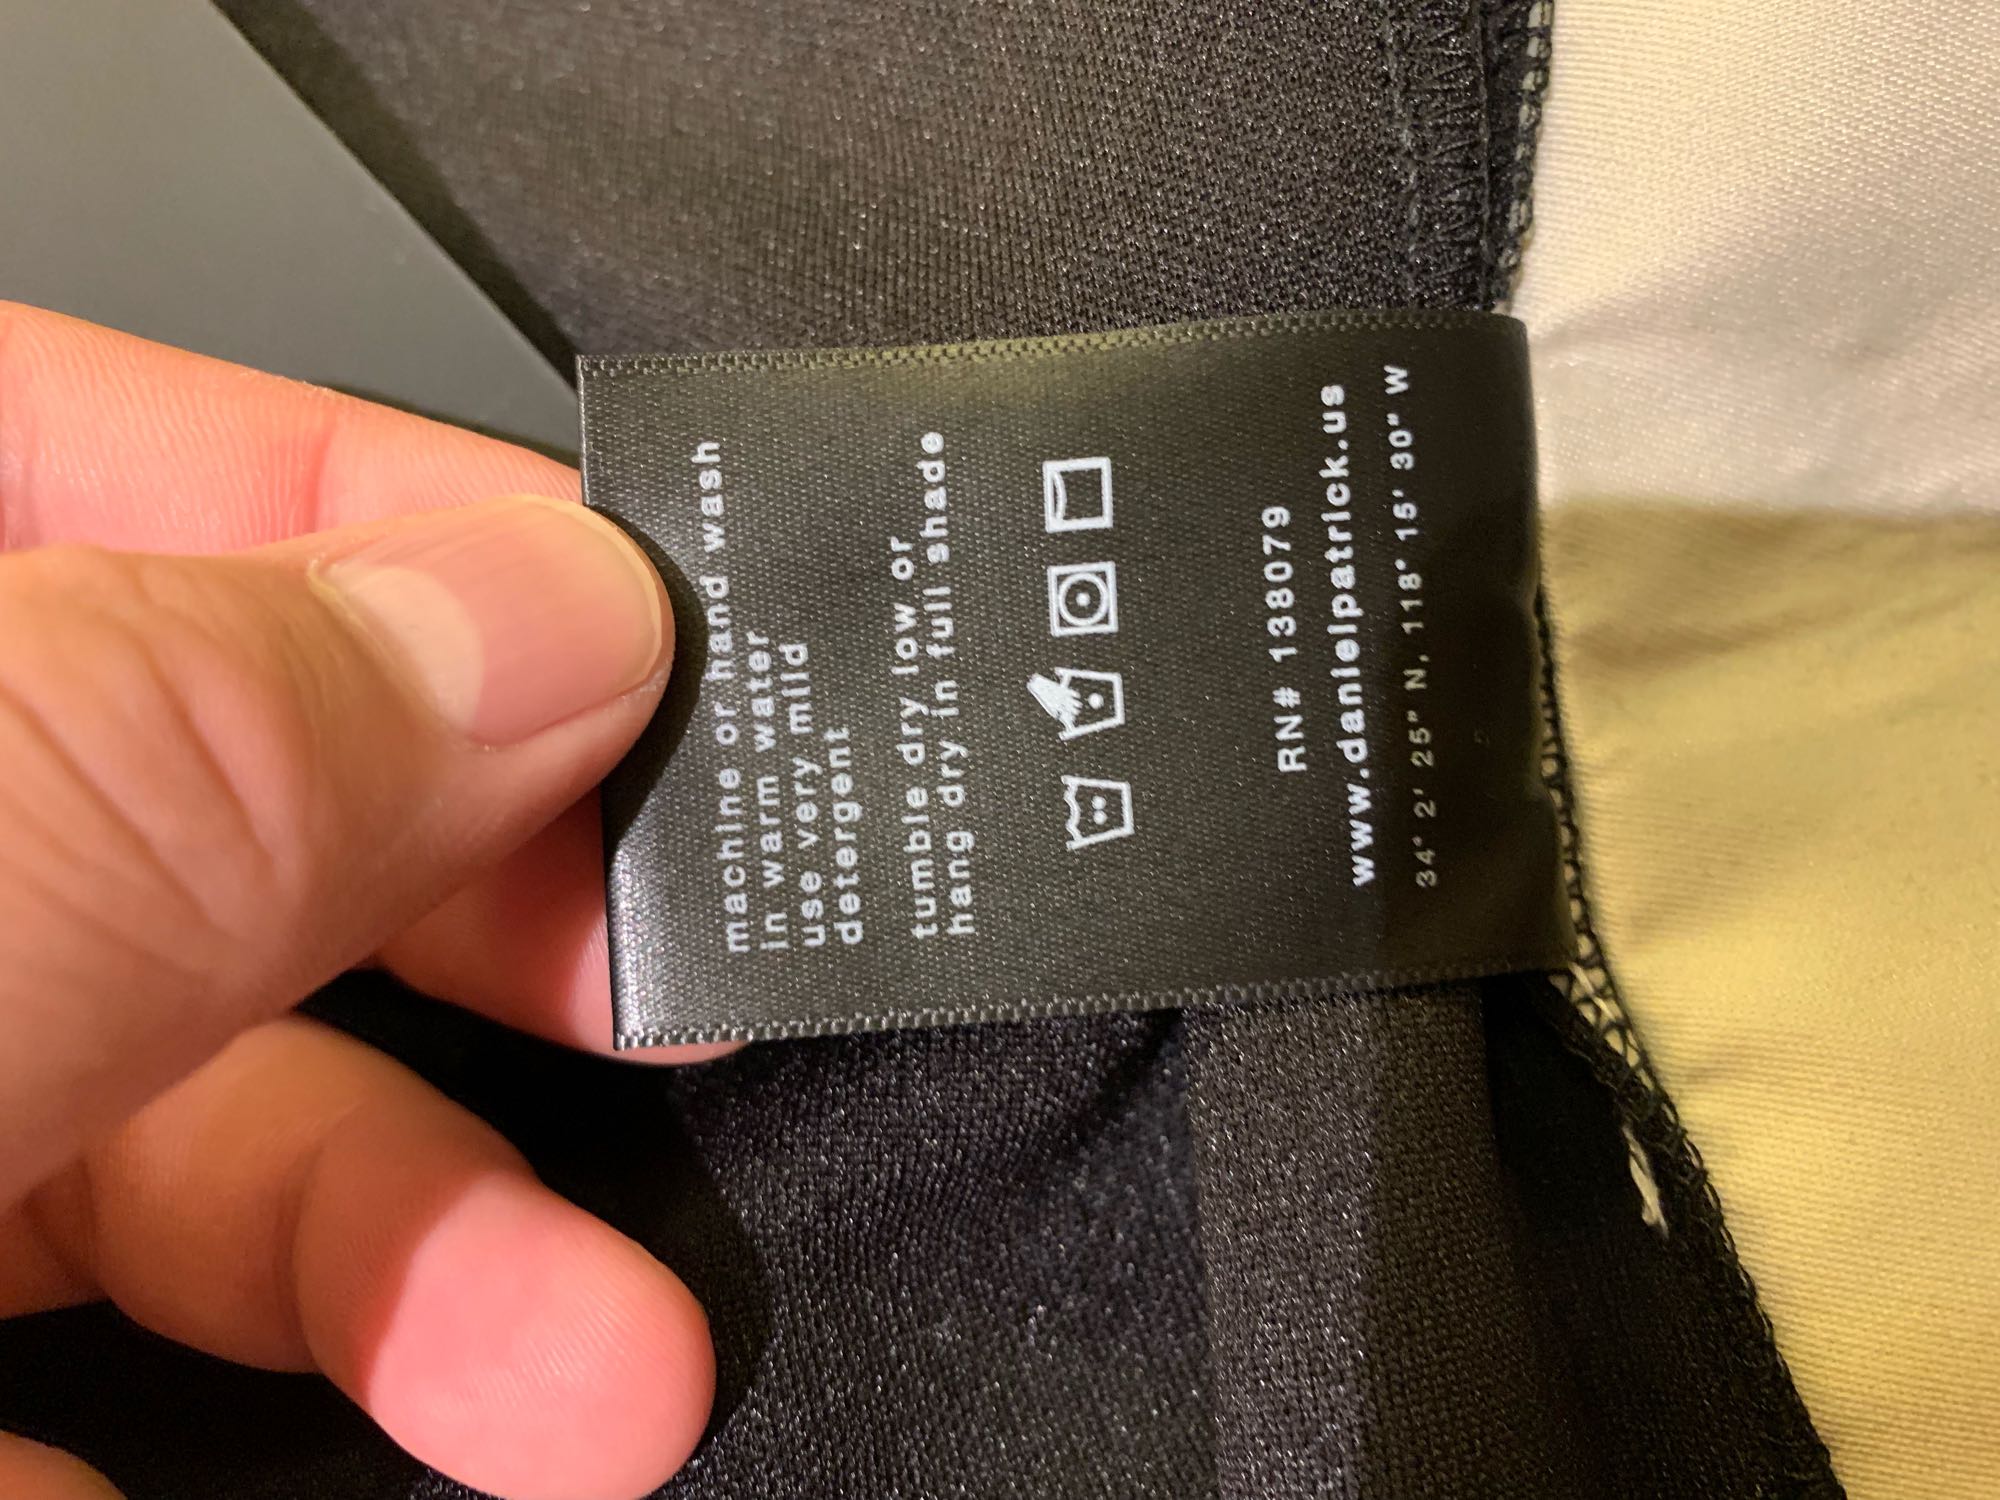 machine or hand wash
in warm water
use very mild
detergent
tumble dry low or
hang dry in full shade
RN# 138079
www.danielpatrick.us
34° 2' 25" N, 118° 15' 30" W